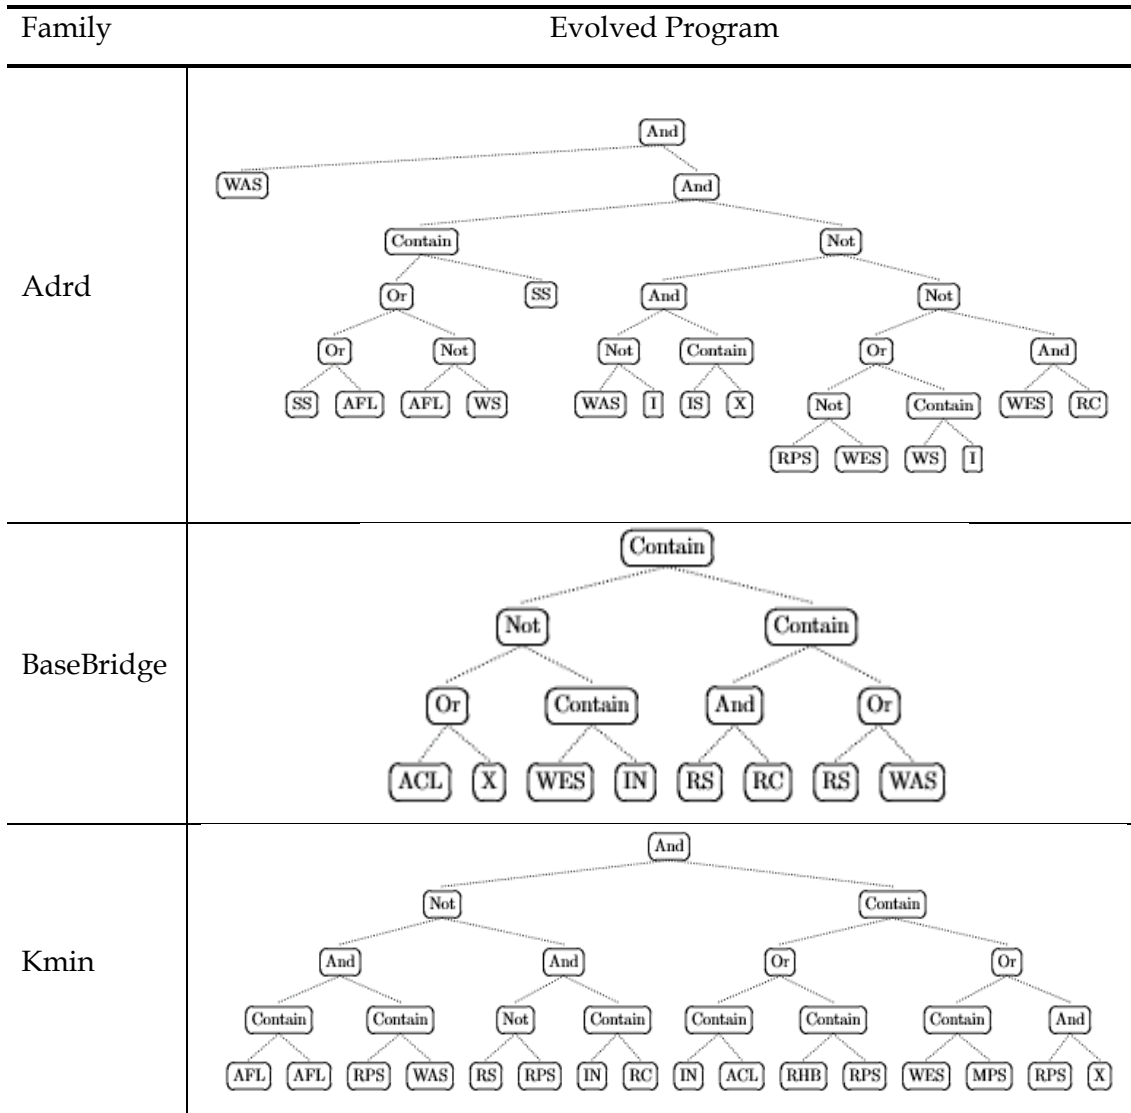 Family Evolved Program
And
WAS And
Contain Not
Adrd
Or SS And Not
Or Not Not Contain Or And
SS AFL AFL WS WAS I IS X Not Contain WES RC
RPS WES WS I
Contain
Not Contain
BaseBridge
Or Contain And Or
ACL X WES IN RS RC RS WAS
And
Not Contain
Kmin
And And Or Or
Contain Contain Not Contain Contain Contain Contain And
AFL AFL RPS WAS RS RPS IN RC IN ACL RHB RPS WES MPS RPS X